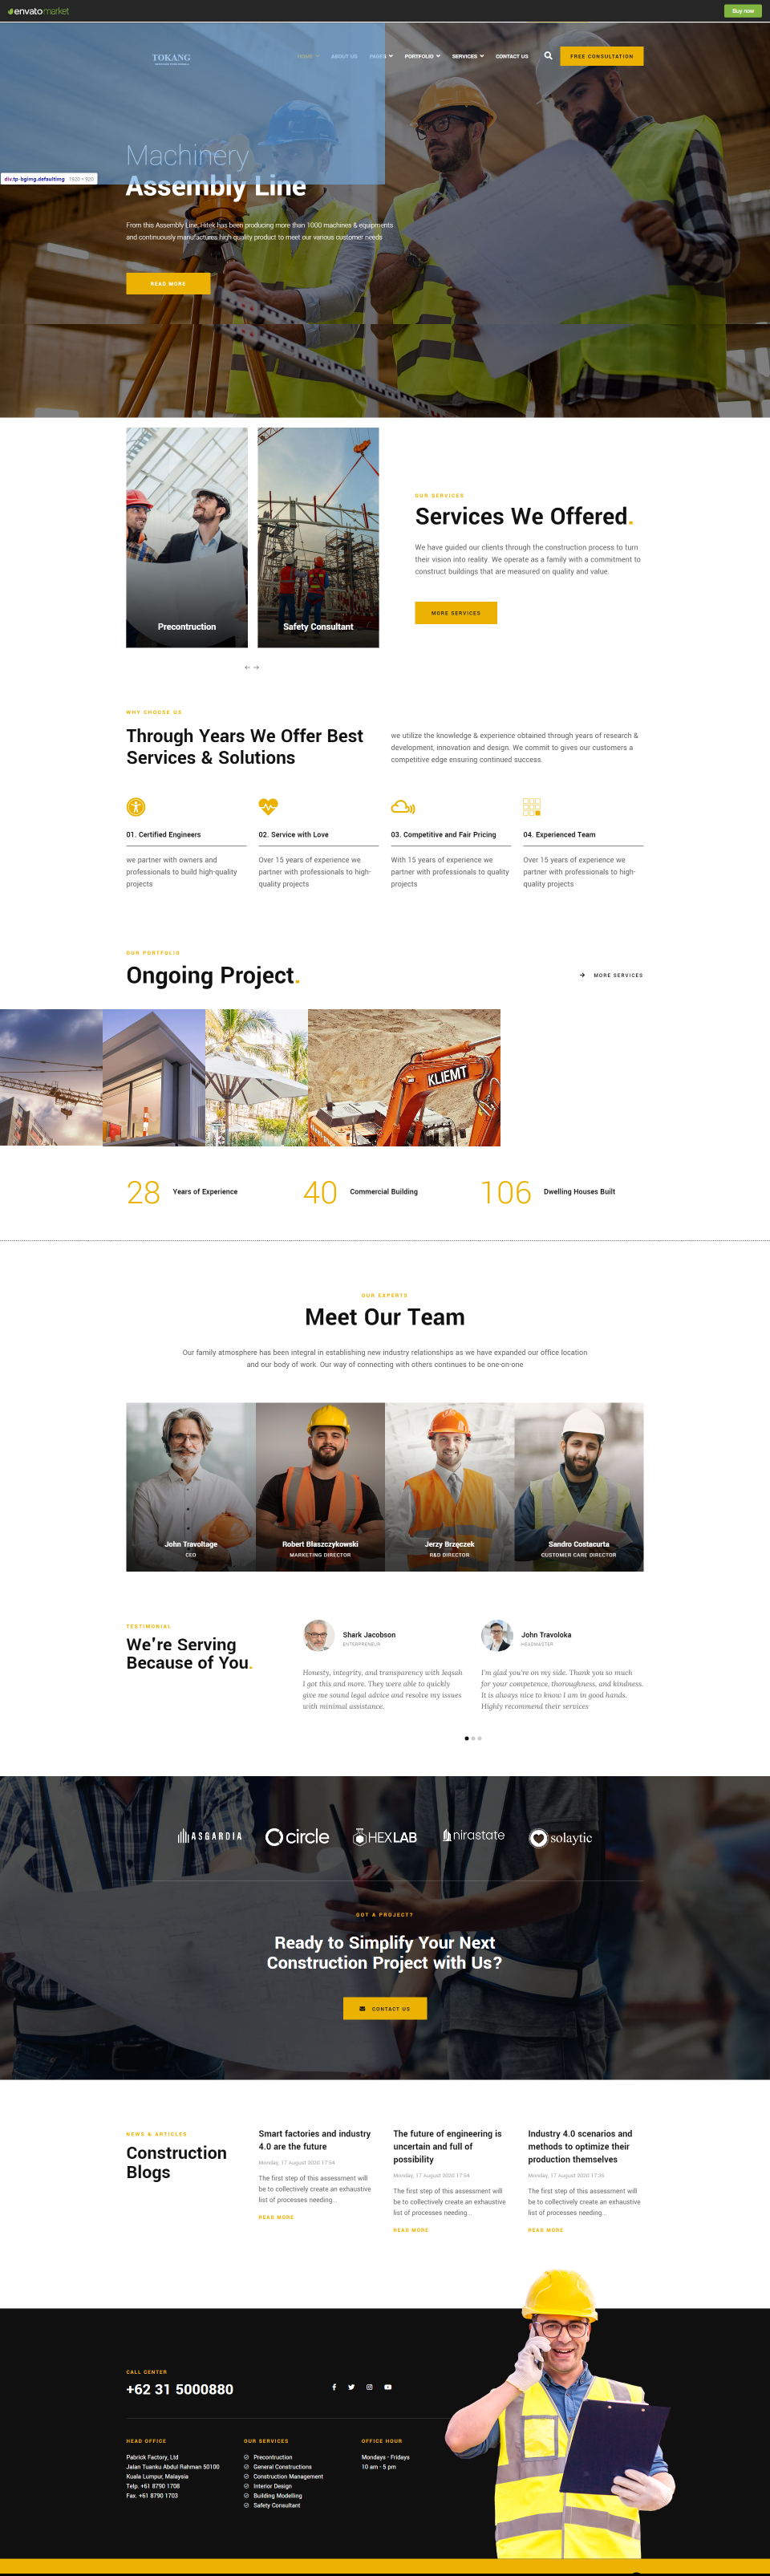 envato market
Buy now
TOKANG
HOME
ABOUT US
PAGES
PORTFOLIO
SERVICES
CONTACT US
FREE CONSULTATION
Machinery
div.tp-bgimg.defaultimg 1920 × 920
Assembly Line
From this Assembly Line, Hitek has been producing more than 1000 machines & equipments
and continuously manufactures high quality product to meet our various customer needs
READ MORE
Precontruction
Safety Consultant
OUR SERVICES
Services We Offered.
We have guided our clients through the construction process to turn
their vision into reality. We operate as a family with a commitment to
construct buildings that are measured on quality and value.
MORE SERVICES
WHY CHOOSE US
Through Years We Offer Best
Services & Solutions
we utilize the knowledge & experience obtained through years of research &
development, innovation and design. We commit to gives our customers a
competitive edge ensuring continued success.
01. Certified Engineers
we partner with owners and
professionals to build high-quality
projects
02. Service with Love
Over 15 years of experience we
partner with professionals to high-
quality projects
03. Competitive and Fair Pricing
With 15 years of experience we
partner with professionals to quality
projects
04. Experienced Team
Over 15 years of experience we
partner with professionals to high-
quality projects
OUR PORTFOLIO
Ongoing Project.
MORE SERVICES
KLIEMT
28
Years of Experience
40
Commercial Building
106
Dwelling Houses Built
OUR EXPERTS
Meet Our Team
Our family atmosphere has been integral in establishing new industry relationships as we have expanded our office location
and our body of work. Our way of connecting with others continues to be one-on-one
John Travoltage
CEO
Robert Błaszczykowski
MARKETING DIRECTOR
Jerzy Brzęczek
R&D DIRECTOR
Sandro Costacurta
CUSTOMER CARE DIRECTOR
TESTIMONIAL
We're Serving
Because of You.
Shark Jacobson
ENTERPRENEUR
Honesty, integrity, and transparency with Jeqsah
I got this and more. They were able to quickly
give me sound legal advice and resolve my issues
with minimal assistance.
John Travoloka
HEADMASTER
I'm glad you're on my side. Thank you so much
for your competence, thoroughness, and kindness.
It is always nice to know I am in good hands.
Highly recommend their services
ASGARDIA
circle
HEXLAB
nirastate
solaytic
GOT A PROJECT?
Ready to Simplify Your Next
Construction Project with Us?
CONTACT US
NEWS & ARTICLES
Construction
Blogs
Smart factories and industry
4.0 are the future
Monday, 17 August 2020 17:54
The first step of this assessment will
be to collectively create an exhaustive
list of processes needing...
READ MORE
The future of engineering is
uncertain and full of
possibility
Monday, 17 August 2020 17:54
The first step of this assessment will
be to collectively create an exhaustive
list of processes needing...
READ MORE
Industry 4.0 scenarios and
methods to optimize their
production themselves
Monday, 17 August 2020 17:35
The first step of this assessment will
be to collectively create an exhaustive
list of processes needing...
READ MORE
CALL CENTER
+62 31 5000880
HEAD OFFICE
Pabrick Factory, Ltd
Jalan Tuanku Abdul Rahman 50100
Kuala Lumpur, Malaysia
Telp. +61 8790 1708
Fax. +61 8790 1703
OUR SERVICES
Precontruction
General Constructions
Construction Management
Interior Design
Building Modelling
Safety Consultant
OFFICE HOUR
Mondays - Fridays
10 am - 5 pm